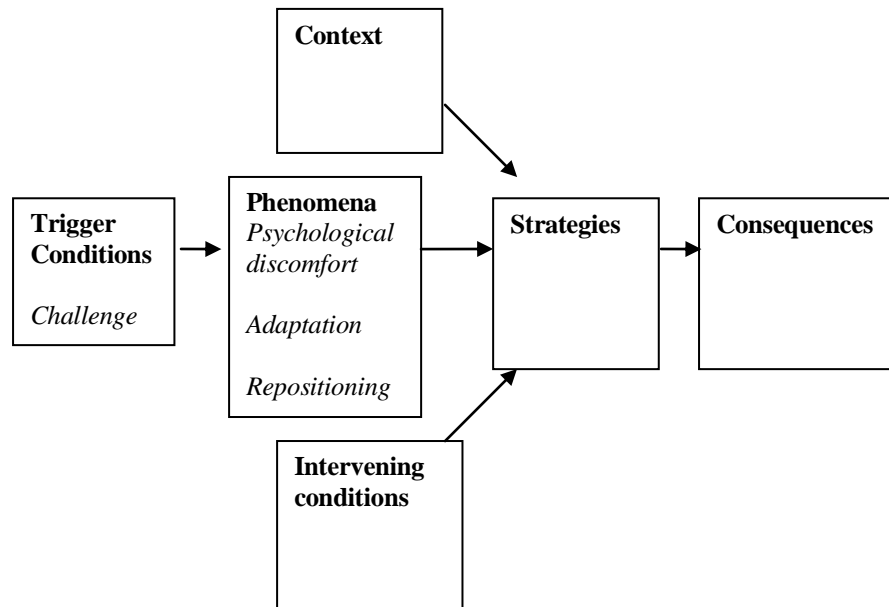 Context
Trigger
Conditions
Challenge
Phenomena
Psychological
discomfort
Adaptation
Repositioning
Strategies
Consequences
Intervening
conditions